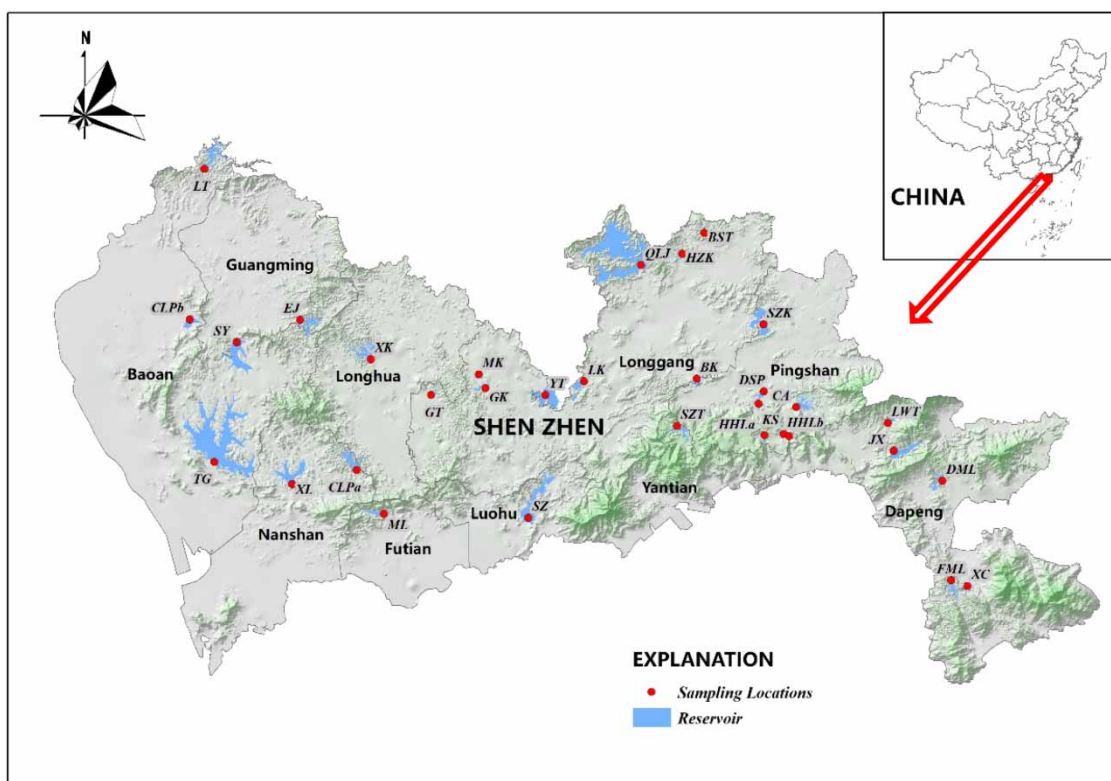 N
CHINA
LT
BST
QLJ
HZK
Guangming
CLPb
EJ
SY
SZK
XK
MK
LK
Longgang
BK
Baoan
Longhua
GK
YT
DSP
Pingshan
CA
GT
SHEN ZHEN
SZT
HHLa
KS
HHLb
LWT
JX
TG
XL
CLPa
Yantian
DML
Luohu
SZ
Dapeng
Nanshan
ML
Futian
FML
XC
EXPLANATION
Sampling Locations
Reservoir